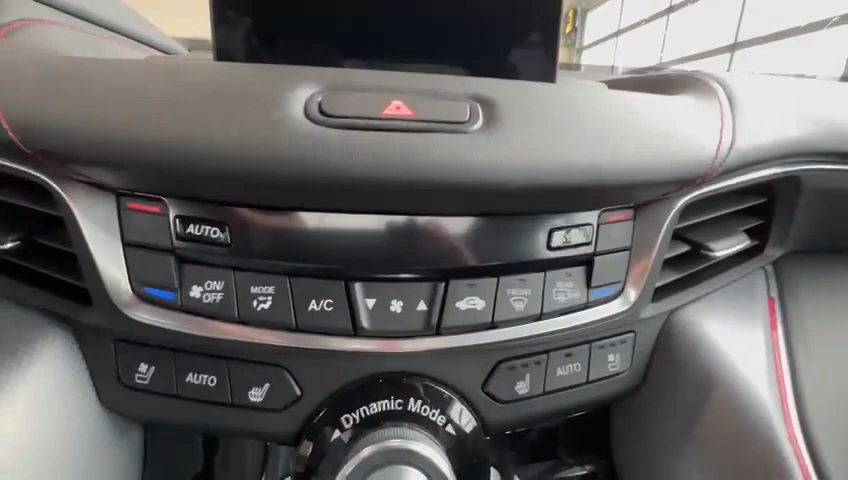 AUTO
ON/
OFF
MODE
A/C
FRONT
REAR
AUTO
AUTO
Dynamic Mode